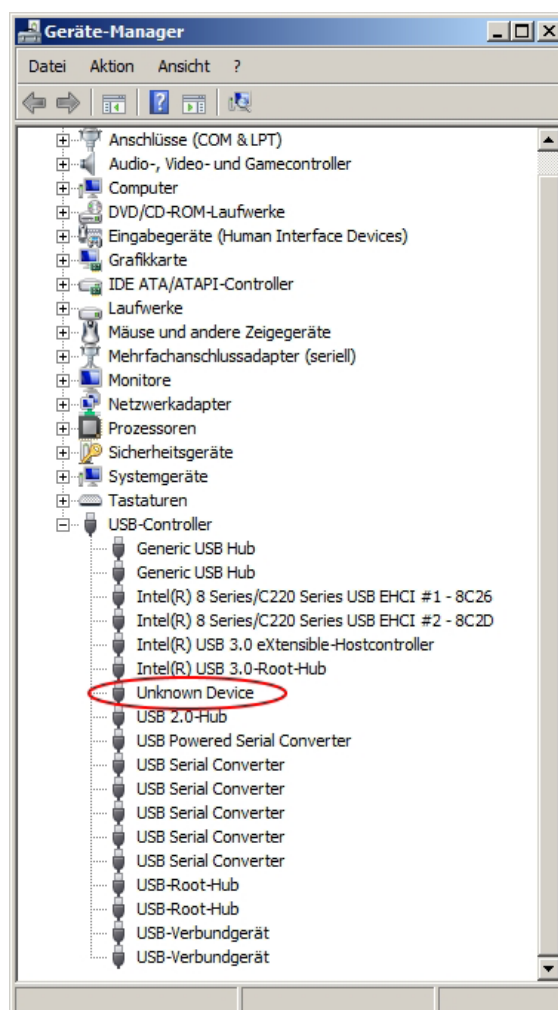 Geräte-Manager
Datei Aktion Ansicht ?
Anschlüsse (COM & LPT)
Audio-, Video- und Gamecontroller
Computer
DVD/CD-ROM-Laufwerke
Eingabegeräte (Human Interface Devices)
Grafikkarte
IDE ATA/ATAPI-Controller
Laufwerke
Mäuse und andere Zeigegeräte
Mehrfachanschlussadapter (seriell)
Monitore
Netzwerkadapter
Prozessoren
Sicherheitsgeräte
Systemgeräte
Tastaturen
USB-Controller
Generic USB Hub
Generic USB Hub
Intel(R) 8 Series/C220 Series USB EHCI #1 - 8C26
Intel(R) 8 Series/C220 Series USB EHCI #2 - 8C2D
Intel(R) USB 3.0 eXtensible-Hostcontroller
Intel(R) USB 3.0-Root-Hub
Unknown Device
USB 2.0-Hub
USB Powered Serial Converter
USB Serial Converter
USB Serial Converter
USB Serial Converter
USB Serial Converter
USB Serial Converter
USB-Root-Hub
USB-Root-Hub
USB-Verbundgerät
USB-Verbundgerät